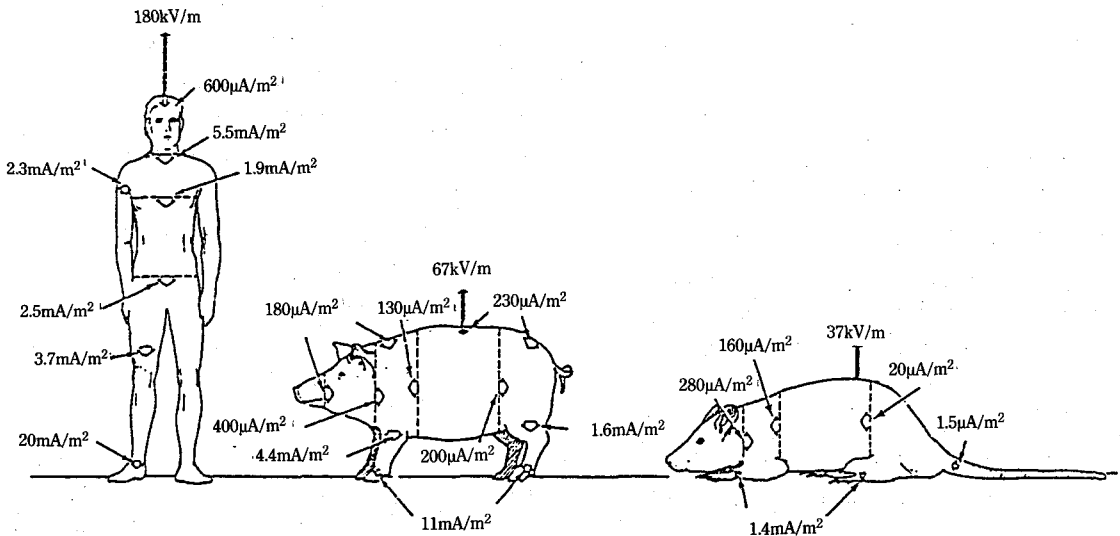 180kV/m
600μA/m²
5.5mA/m²
2.3mA/m²
1.9mA/m²
2.5mA/m²
3.7mA/m²
20mA/m²
67kV/m
180μA/m²
130μA/m²
230μA/m²
400μA/m²
4.4mA/m²
200μA/m²
1.6mA/m²
11mA/m²
37kV/m
160μA/m²
280μA/m²
20μA/m²
1.5μA/m²
1.4mA/m²